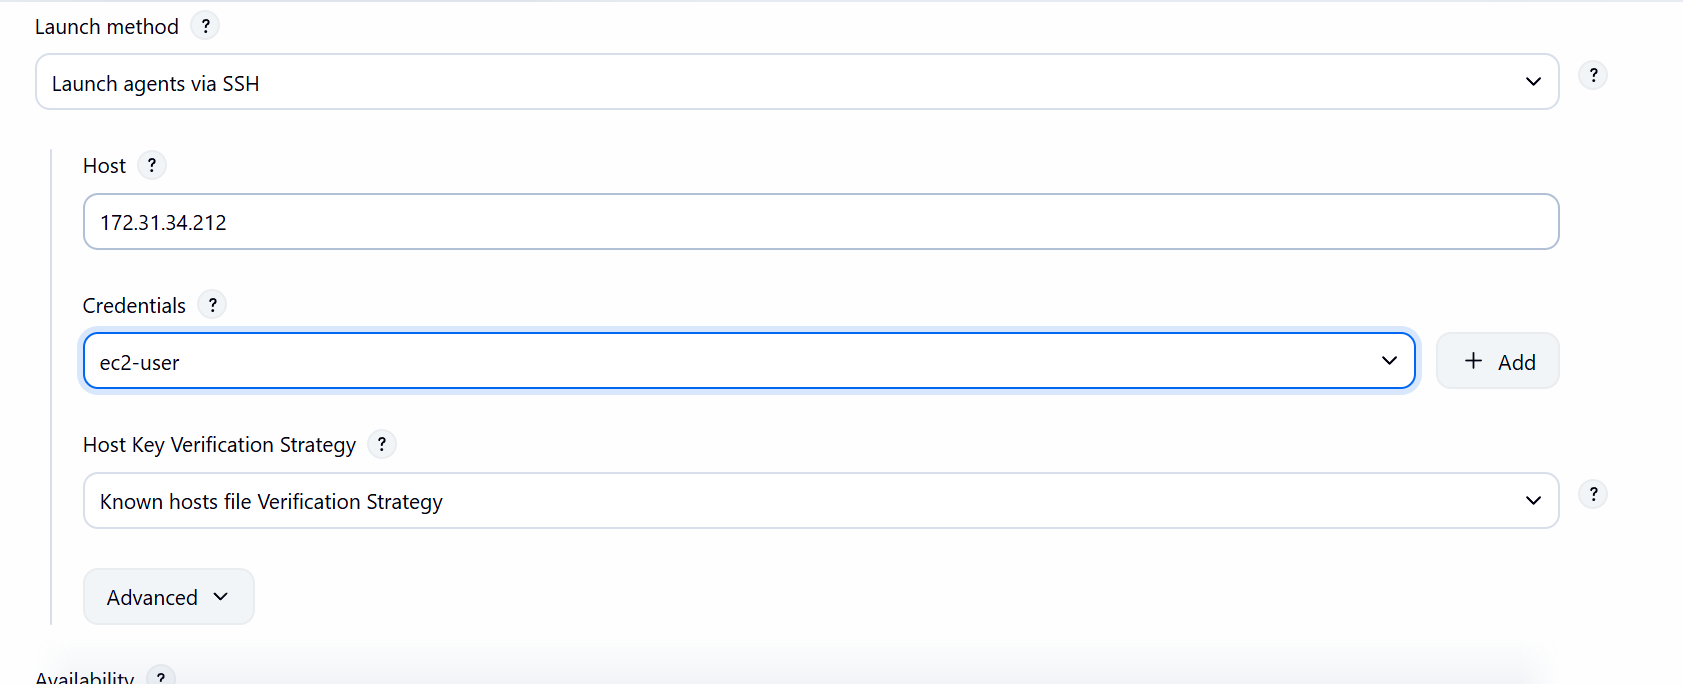 Launch method ?
Launch agents via SSH
?
Host ?
172.31.34.212
Credentials ?
ec2-user
+ Add
Host Key Verification Strategy ?
Known hosts file Verification Strategy
?
Advanced
Availability ?